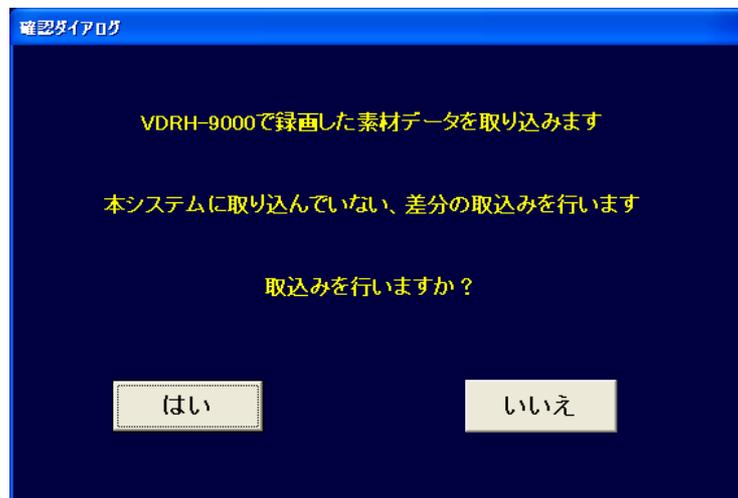 確認ダイアログ
VDRH-9000で録画した素材データを取り込みます
本システムに取り込んでいない、差分の取込みを行います
取込みを行いますか？
はい
いいえ